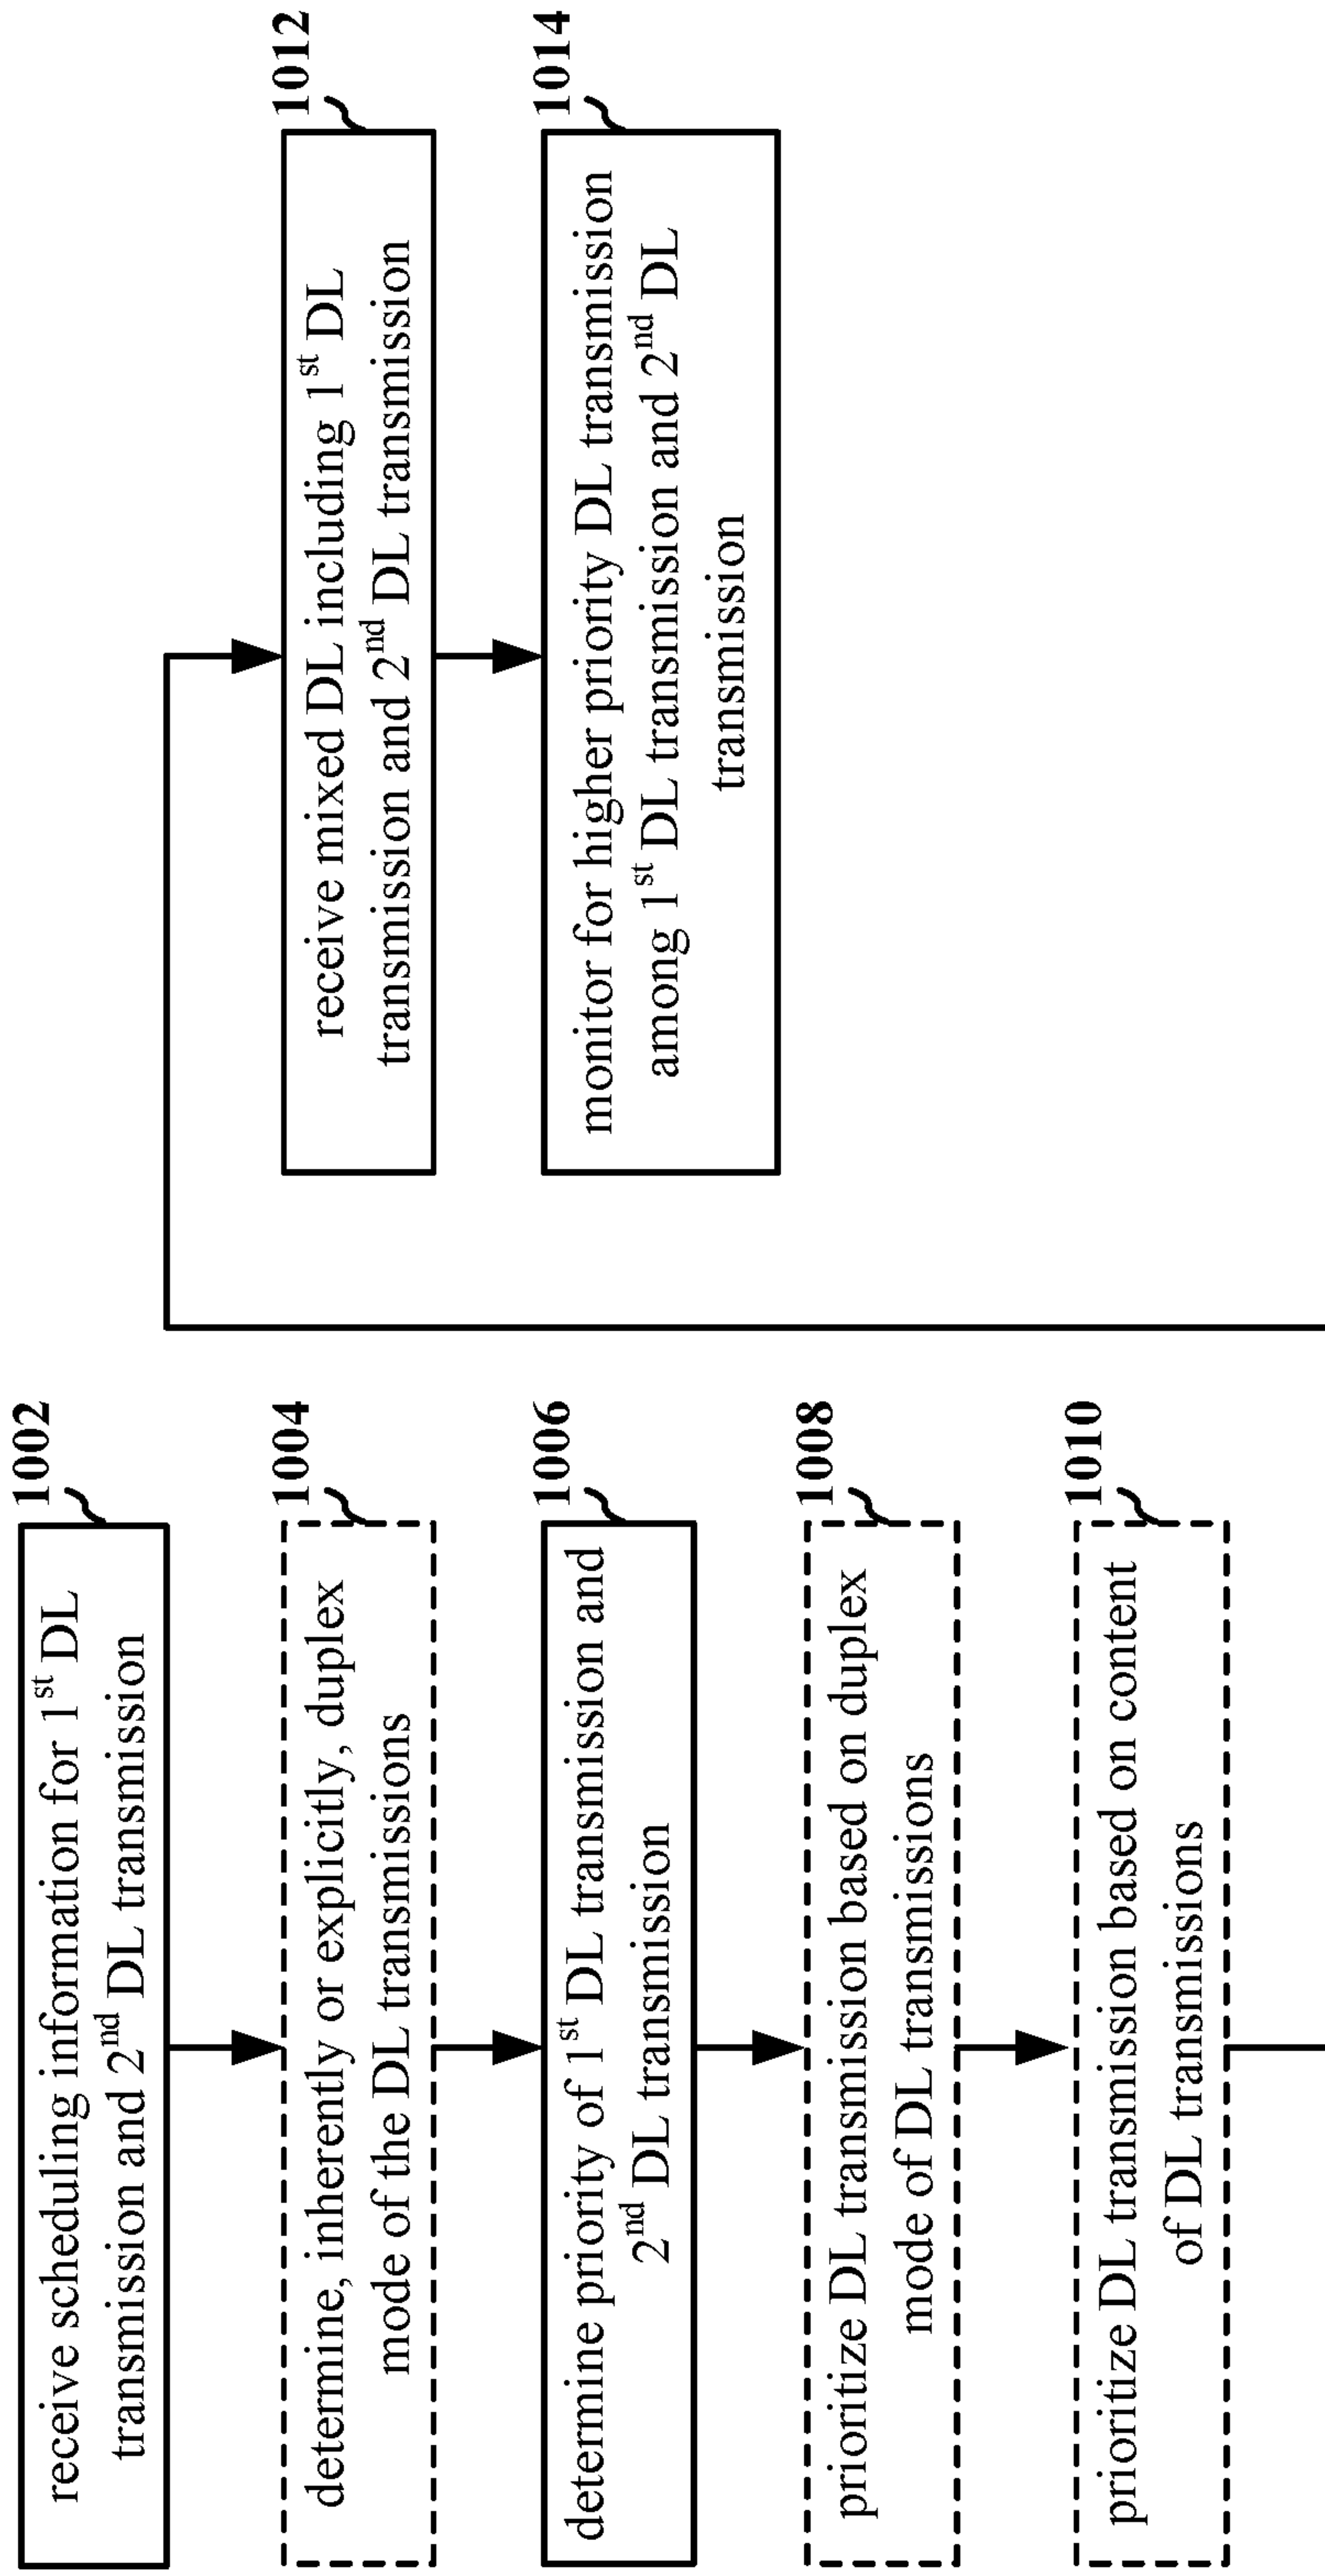 1002
receive scheduling information for 1st DL
transmission and 2nd DL transmission
1004
determine, inherently or explicitly, duplex
mode of the DL transmissions
1006
determine priority of 1st DL transmission and
2nd DL transmission
1008
prioritize DL transmission based on duplex
mode of DL transmissions
1010
prioritize DL transmission based on content
of DL transmissions
1012
receive mixed DL including 1st DL
transmission and 2nd DL transmission
1014
monitor for higher priority DL transmission
among 1st DL transmission and 2nd DL
transmission